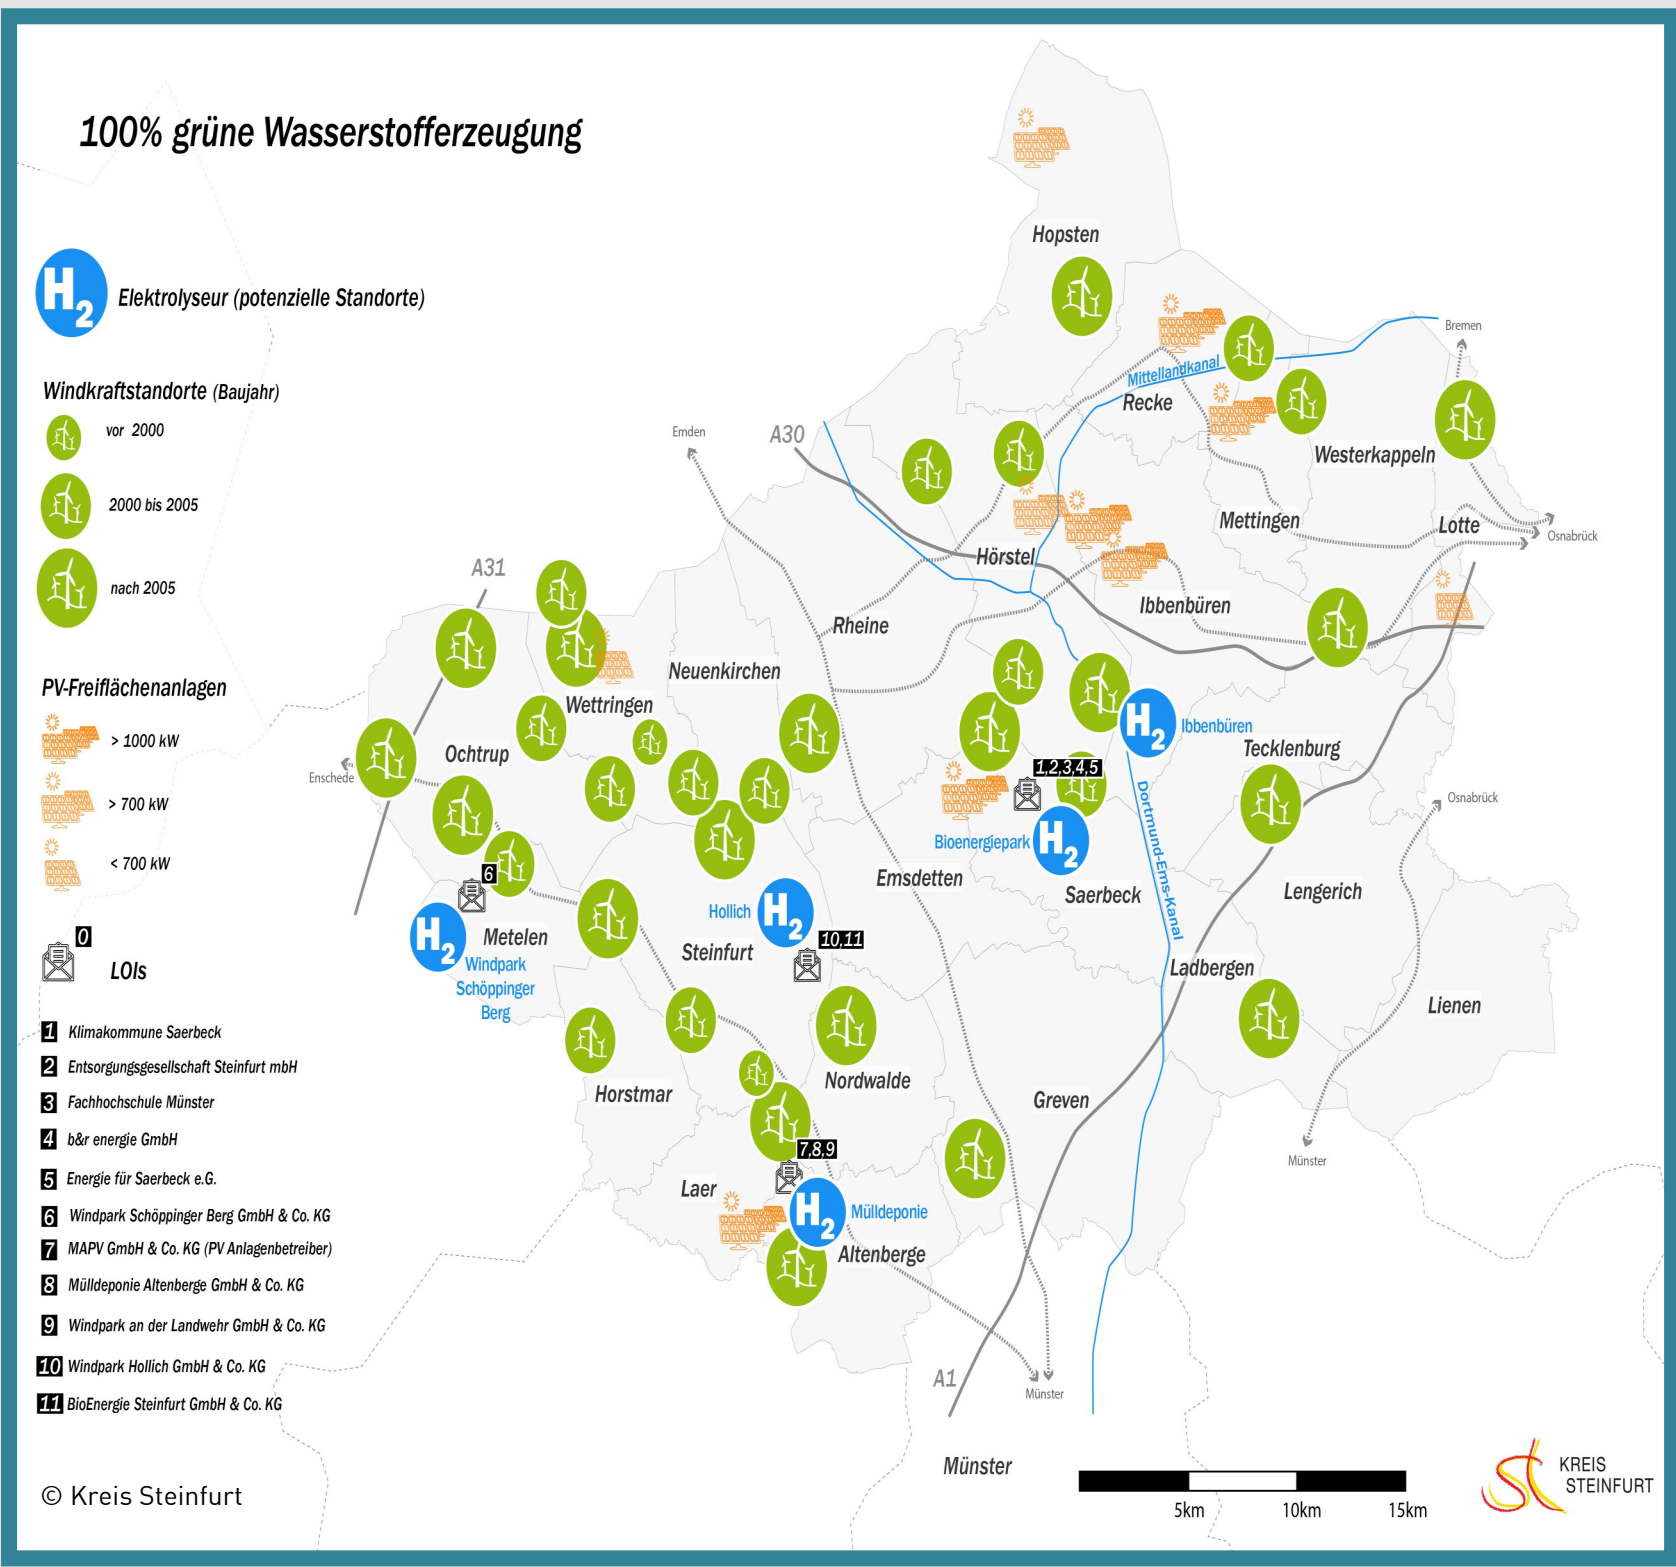 100% grüne Wasserstofferzeugung
H2
Elektrolyseur (potenzielle Standorte)
Windkraftstandorte (Baujahr)
vor 2000
2000 bis 2005
nach 2005
PV-Freiflächenanlagen
> 1000 kW
> 700 kW
< 700 kW
0
LOIs
1 Klimakommune Saerbeck
2 Entsorgungsgesellschaft Steinfurt mbH
3 Fachhochschule Münster
4 b&r energie GmbH
5 Energie für Saerbeck e.G.
6 Windpark Schöppinger Berg GmbH & Co. KG
7 MAPV GmbH & Co. KG (PV Anlagenbetreiber)
8 Mülldeponie Altenberge GmbH & Co. KG
9 Windpark an der Landwehr GmbH & Co. KG
10 Windpark Hollich GmbH & Co. KG
11 BioEnergie Steinfurt GmbH & Co. KG
© Kreis Steinfurt
Hopsten
Bremen
Mittellandkanal
Recke
Emden
A30
Westerkappeln
Mettingen
Lotte
Osnabrück
Hörstel
A31
Ibbenbüren
Rheine
Neuenkirchen
Wettringen
H2
Ibbenbüren
Tecklenburg
Ochtrup
Enschede
1,2,3,4,5
Osnabrück
Dortmund-Ems-Kanal
Bioenergiepark
H2
6
Emsdetten
Saerbeck
Lengerich
Hollich
H2
H2
Metelen
10,11
Steinfurt
Windpark
Schöppinger
Berg
Ladbergen
Lienen
Nordwalde
Horstmar
Greven
7,8,9
Münster
Laer
H2
Mülldeponie
Altenberge
A1
Münster
Münster
5km
10km
15km
KREIS
STEINFURT